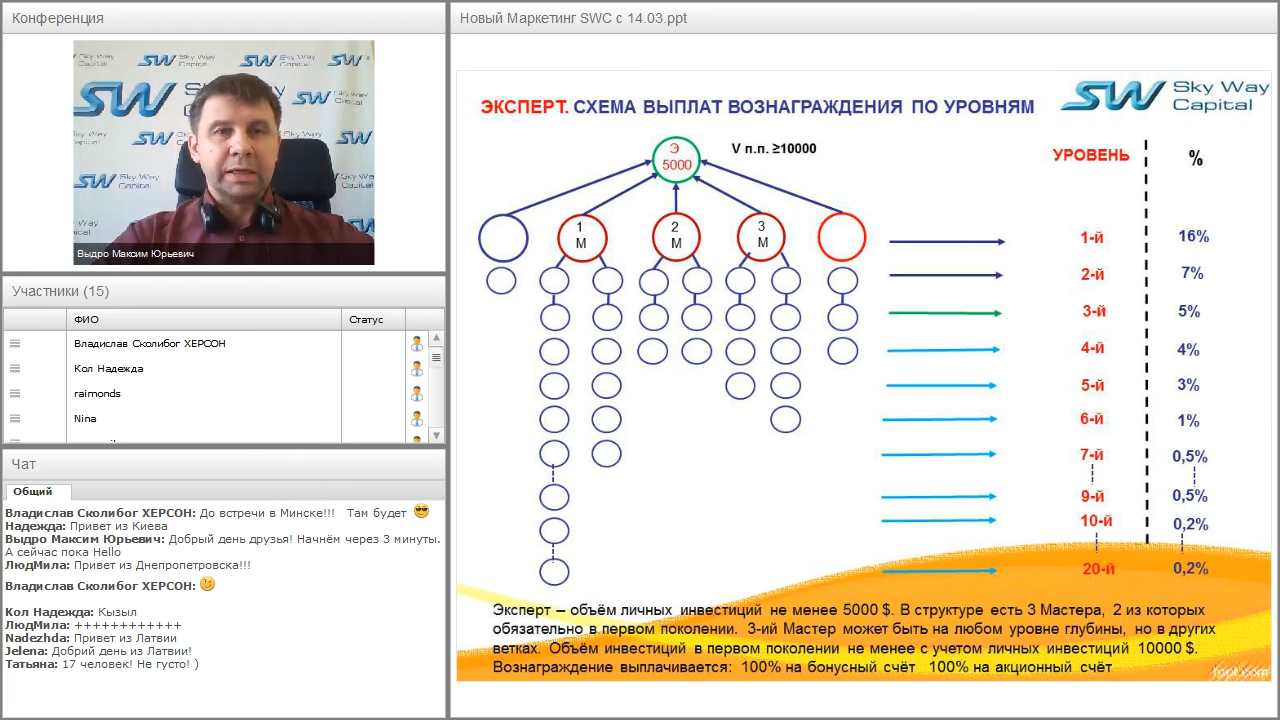 Конференция
Sky Way
Capital
Выдро Максим Юрьевич
Участники (15)
ФИО
Статус
Владислав Сколибог ХЕРСОН
Кол Надежда
raimonds
Nina
Чат
Общий
Владислав Сколибог ХЕРСОН: До встречи в Минске!!! Там будет
Надежда: Привет из Киева
Выдро Максим Юрьевич: Добрый день друзья! Начнём через 3 минуты.
А сейчас пока Hello
ЛюдМила: Привет из Днепропетровска!!!
Владислав Сколибог ХЕРСОН:
Кол Надежда: Кызыл
ЛюдМила: ++++++++++++
Nadezhda: Привет из Латвии
Jelena: Добрий день из Латвии!
Татьяна: 17 человек! Не густо! )
Новый Маркетинг SWC с 14.03.ppt
SW Sky Way
Capital
ЭКСПЕРТ. СХЕМА ВЫПЛАТ ВОЗНАГРАЖДЕНИЯ ПО УРОВНЯМ
Э
5000
V п.п. ≥10000
УРОВЕНЬ %
1
М
2
М
3
М
1-й 16%
2-й 7%
3-й 5%
4-й 4%
5-й 3%
6-й 1%
7-й 0,5%
9-й 0,5%
10-й 0,2%
20-й 0,2%
Эксперт – объём личных инвестиций не менее 5000 $. В структуре есть 3 Мастера, 2 из которых
обязательно в первом поколении. 3-ий Мастер может быть на любом уровне глубины, но в других
ветках. Объём инвестиций в первом поколении не менее с учетом личных инвестиций 10000 $.
Вознаграждение выплачивается: 100% на бонусный счёт 100% на акционный счёт
fppt.com